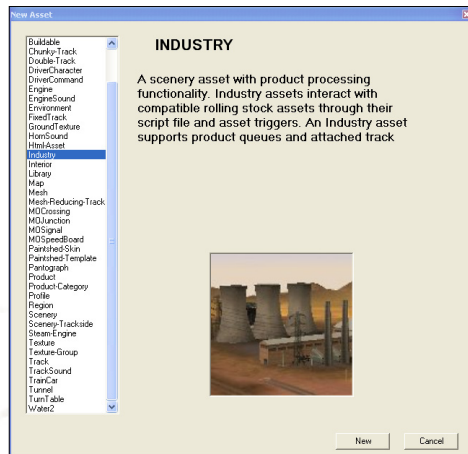 New Asset
Buildable
Chunky-Track
Double-Track
DriverCharacter
DriverCommand
Engine
EngineSound
Environment
FixedTrack
GroundTexture
HornSound
Html-Asset
Industry
Interior
Library
Map
Mesh
Mesh-Reducing-Track
MOCrossing
MOJunction
MOSignal
MOSpeedBoard
Paintshed-Skin
Paintshed-Template
Pantograph
Product
Product-Category
Profile
Region
Scenery
Scenery-Trackside
Steam-Engine
Texture
Texture-Group
Track
TrackSound
TrainCar
Tunnel
TurnTable
Water2
INDUSTRY
A scenery asset with product processing
functionality. Industry assets interact with
compatible rolling stock assets through their
script file and asset triggers. An Industry asset
supports product queues and attached track
New
Cancel